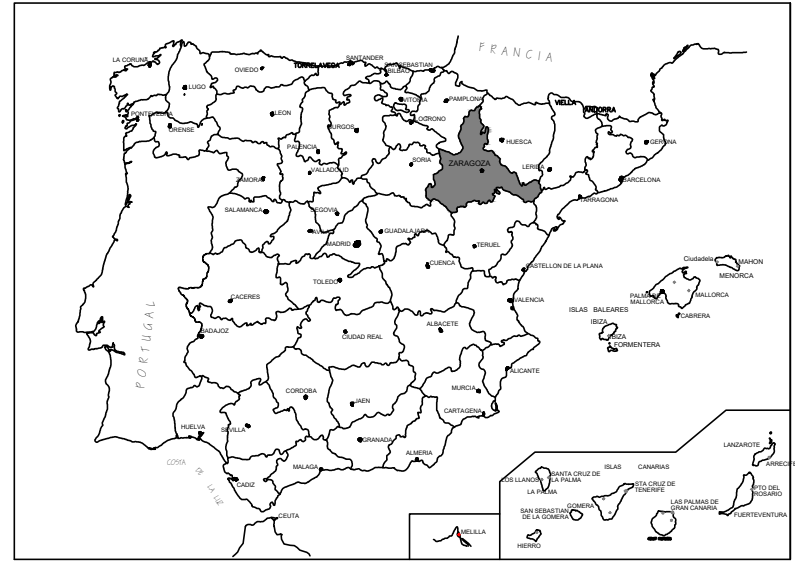 FRANCIA
LA CORUÑA
OVIEDO
TORRELAVEGA
SANTANDER
SAN SEBASTIAN
BILBAO
LUGO
VITORIA
PAMPLONA
VIELLA
ANDORRA
PONTEVEDRA
ORENSE
LEON
BURGOS
LOGROÑO
HUESCA
GERONA
PALENCIA
SORIA
ZARAGOZA
LERIDA
ZAMORA
VALLADOLID
BARCELONA
TARRAGONA
SALAMANCA
SEGOVIA
AVILA
MADRID
GUADALAJARA
TERUEL
CUENCA
CASTELLON DE LA PLANA
Ciudadela
MAHON
MENORCA
TOLEDO
CACERES
PALMA DE
MALLORCA
MALLORCA
VALENCIA
ISLAS BALEARES
CABRERA
IBIZA
IBIZA
FORMENTERA
PORTUGAL
BADAJOZ
CIUDAD REAL
ALBACETE
ALICANTE
CORDOBA
JAEN
MURCIA
CARTAGENA
HUELVA
SEVILLA
GRANADA
ALMERIA
COSTA
DE
LA LUZ
CADIZ
MALAGA
CEUTA
MELILLA
LANZAROTE
ARRECIFE
ISLAS CANARIAS
LOS LLANOS
SANTA CRUZ DE
LA PALMA
LA PALMA
STA CRUZ DE
TENERIFE
PTO DEL
ROSARIO
GOMERA
SAN SEBASTIAN
DE LA GOMERA
LAS PALMAS DE
GRAN CANARIA
FUERTEVENTURA
HIERRO